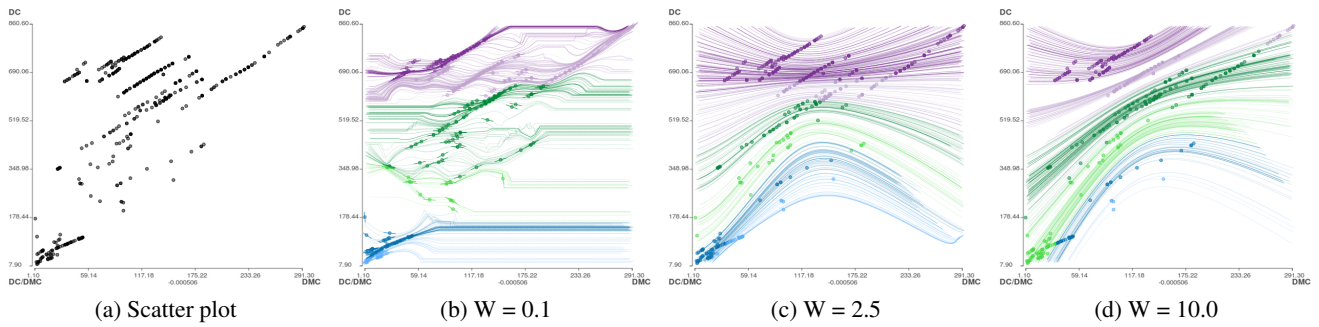 DC
860.60
690.06
519.52
348.98
178.44
7.90
1.10 59.14 117.18 175.22 233.26 291.30
DC/DMC -0.000506 DMC
(a) Scatter plot
DC
860.60
690.06
519.52
348.98
178.44
7.90
1.10 59.14 117.18 175.22 233.26 291.30
DC/DMC -0.000506 DMC
(b) W = 0.1
DC
860.60
690.06
519.52
348.98
178.44
7.90
1.10 59.14 117.18 175.22 233.26 291.30
DC/DMC -0.000506 DMC
(c) W = 2.5
DC
860.60
690.06
519.52
348.98
178.44
7.90
1.10 59.14 117.18 175.22 233.26 291.30
DC/DMC -0.000506 DMC
(d) W = 10.0